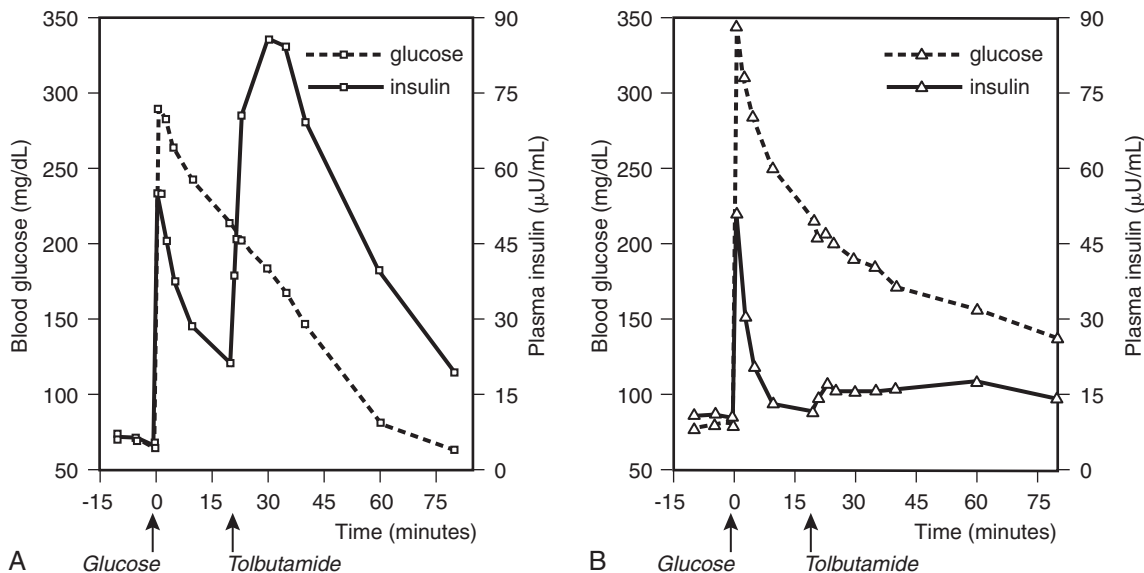 350
300
250
200
150
100
50
Blood glucose (mg/dL)
90
75
60
45
30
15
0
Plasma insulin (μU/mL)
glucose
insulin
-15 0 15 30 45 60 75
Time (minutes)
Glucose
Tolbutamide
A
350
300
250
200
150
100
50
Blood glucose (mg/dL)
90
75
60
45
30
15
0
Plasma insulin (μU/mL)
glucose
insulin
-15 0 15 30 45 60 75
Time (minutes)
Glucose
Tolbutamide
B